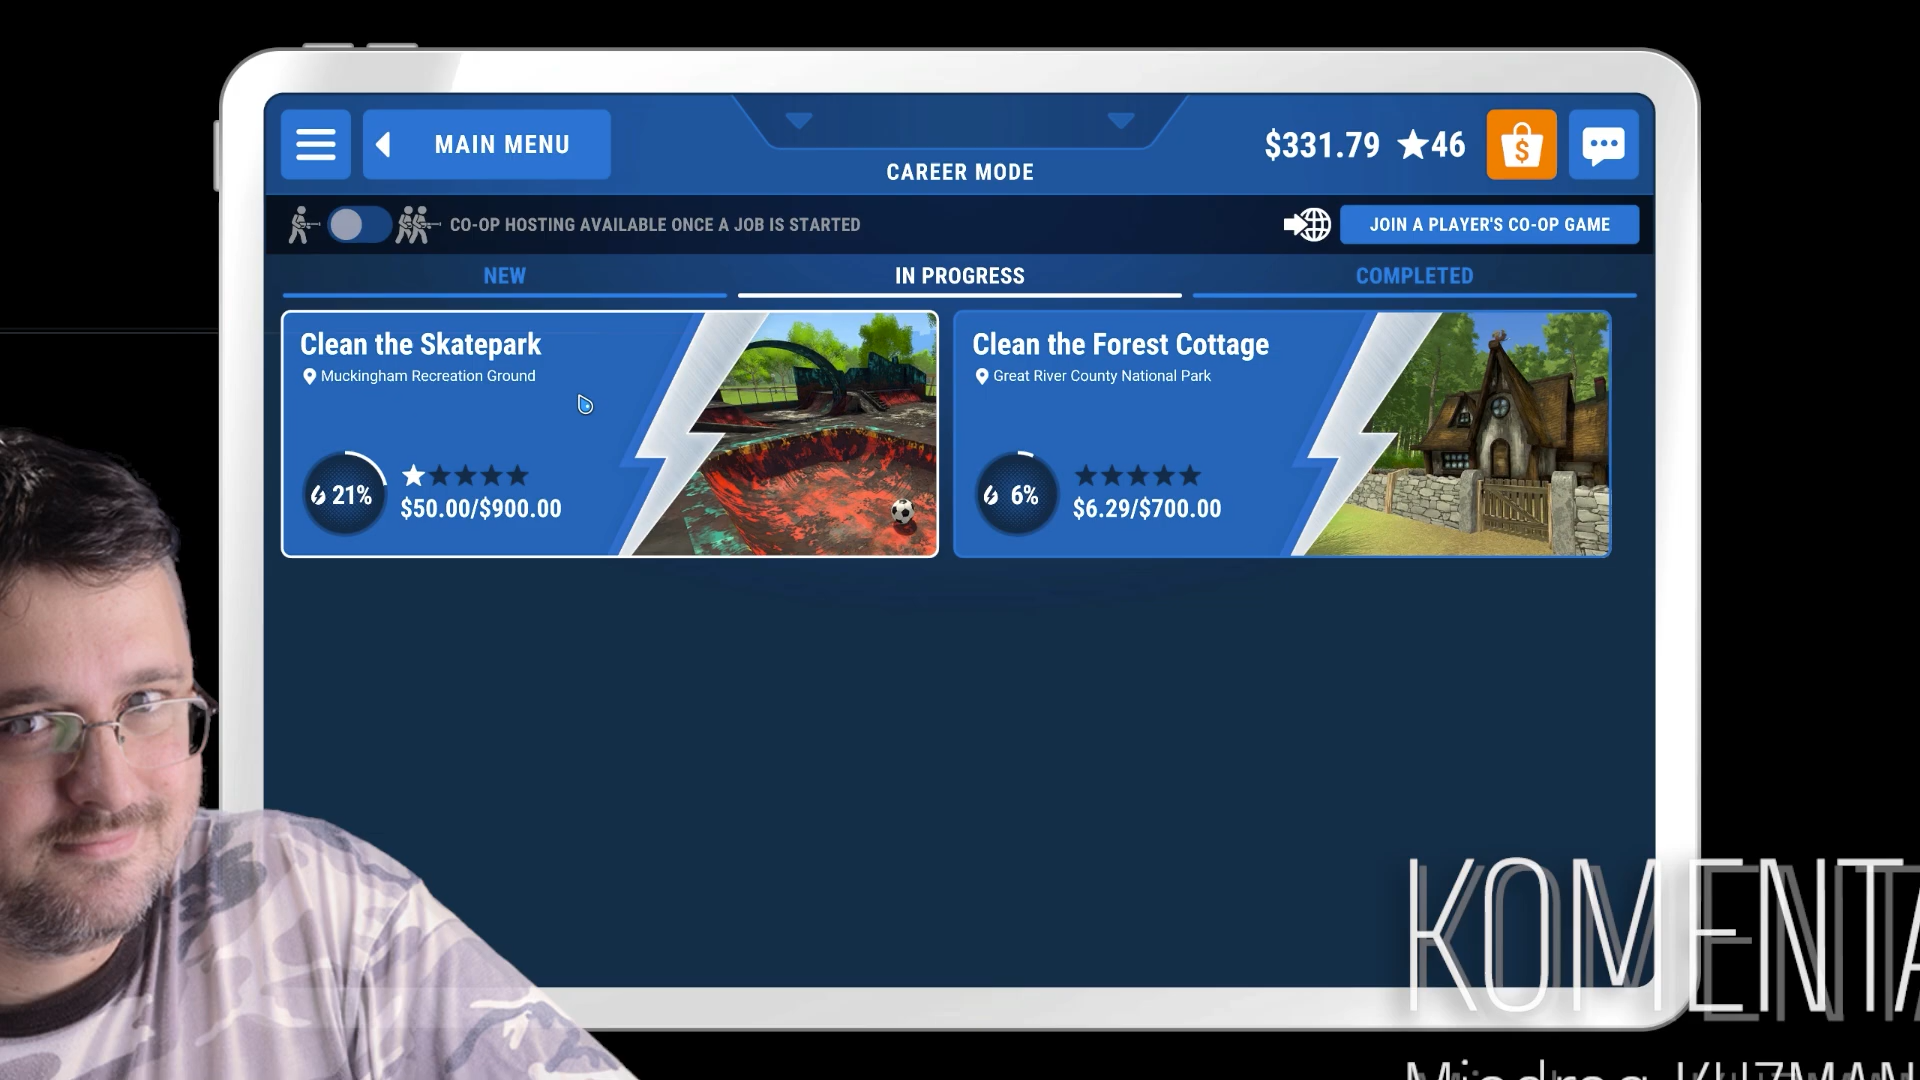 MAIN MENU
CAREER MODE
$331.79 46
$
CO-OP HOSTING AVAILABLE ONCE A JOB IS STARTED
JOIN A PLAYER'S CO-OP GAME
NEW
IN PROGRESS
COMPLETED
Clean the Skatepark
Muckingham Recreation Ground
21%
$50.00/$900.00
Clean the Forest Cottage
Great River County National Park
6%
$6.29/$700.00
KOMENTA